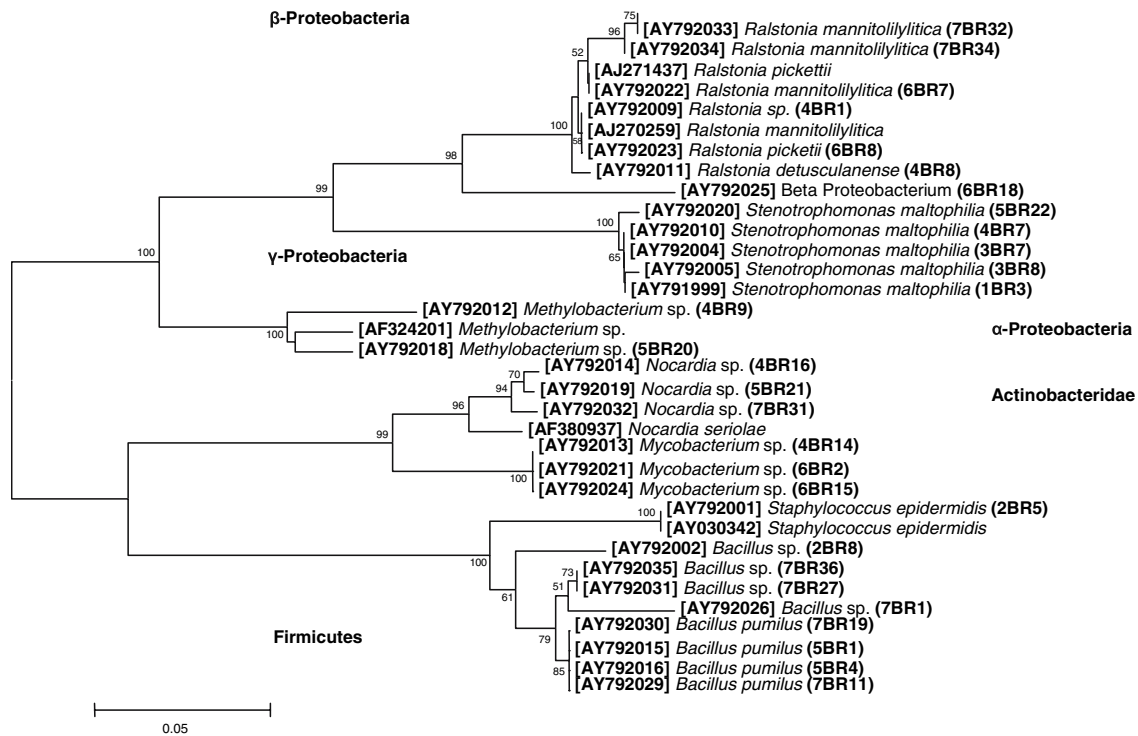 β-Proteobacteria
75
[AY792033] Ralstonia mannitolilytica (7BR32)
96
[AY792034] Ralstonia mannitolilytica (7BR34)
52
[AJ271437] Ralstonia pickettii
[AY792022] Ralstonia mannitolilytica (6BR7)
[AY792009] Ralstonia sp. (4BR1)
100
[AJ270259] Ralstonia mannitolilytica
58
[AY792023] Ralstonia picketii (6BR8)
98
[AY792011] Ralstonia detusculanense (4BR8)
99
[AY792025] Beta Proteobacterium (6BR18)
[AY792020] Stenotrophomonas maltophilia (5BR22)
100
[AY792010] Stenotrophomonas maltophilia (4BR7)
100
γ-Proteobacteria
[AY792004] Stenotrophomonas maltophilia (3BR7)
65
[AY792005] Stenotrophomonas maltophilia (3BR8)
[AY791999] Stenotrophomonas maltophilia (1BR3)
[AY792012] Methylobacterium sp. (4BR9)
100
[AF324201] Methylobacterium sp.
α-Proteobacteria
[AY792018] Methylobacterium sp. (5BR20)
[AY792014] Nocardia sp. (4BR16)
70
[AY792019] Nocardia sp. (5BR21)
Actinobacteridae
94
[AY792032] Nocardia sp. (7BR31)
96
[AF380937] Nocardia seriolae
99
[AY792013] Mycobacterium sp. (4BR14)
[AY792021] Mycobacterium sp. (6BR2)
100
[AY792024] Mycobacterium sp. (6BR15)
[AY792001] Staphylococcus epidermidis (2BR5)
100
[AY030342] Staphylococcus epidermidis
[AY792002] Bacillus sp. (2BR8)
100
[AY792035] Bacillus sp. (7BR36)
73
[AY792031] Bacillus sp. (7BR27)
51
61
[AY792026] Bacillus sp. (7BR1)
[AY792030] Bacillus pumilus (7BR19)
Firmicutes
79
[AY792015] Bacillus pumilus (5BR1)
[AY792016] Bacillus pumilus (5BR4)
85
[AY792029] Bacillus pumilus (7BR11)
0.05